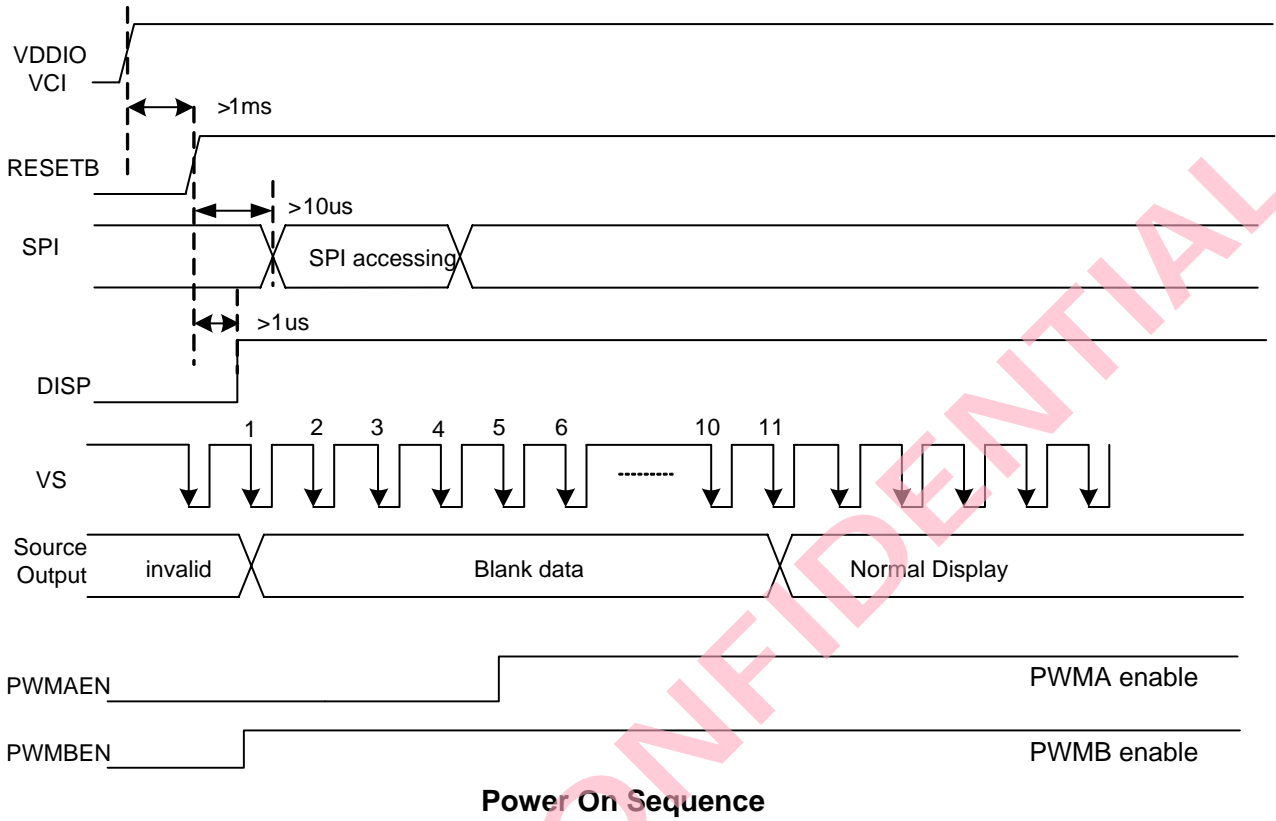 VDDIO
VCI
>1ms
RESETB
>10us
SPI
SPI accessing
>1us
DISP
1 2 3 4 5 6 10 11
VS
Source
Output
invalid
Blank data
Normal Display
PWMAEN
PWMA enable
PWMBEN
PWMB enable
Power On Sequence
ONFIDENTIAL